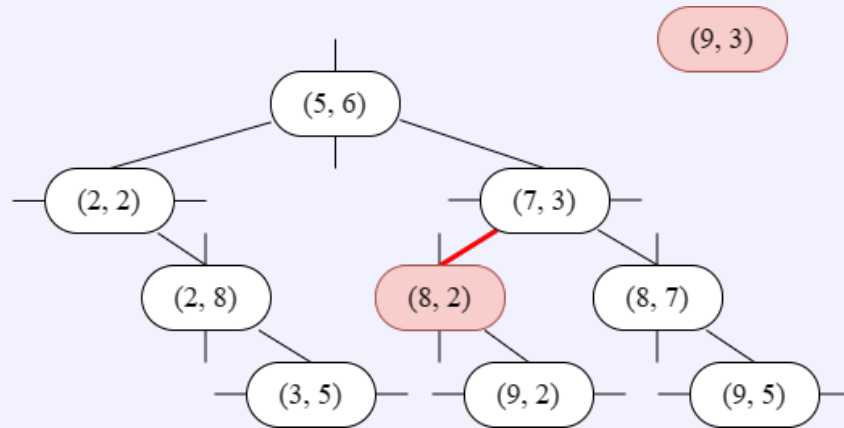 (9, 3)
(5, 6)
(2, 2) (7, 3)
(2, 8) (8, 2) (8, 7)
(3, 5) (9, 2) (9, 5)